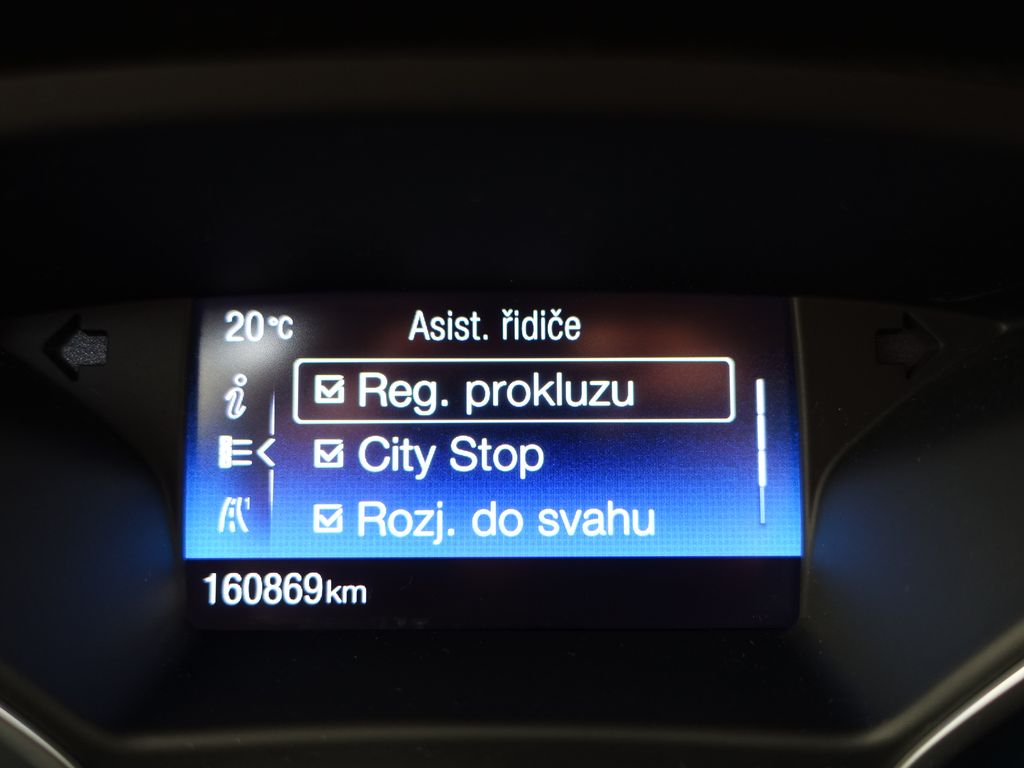 20°C Asist. řidiče
Reg. prokluzu
City Stop
Rozj. do svahu
160869km